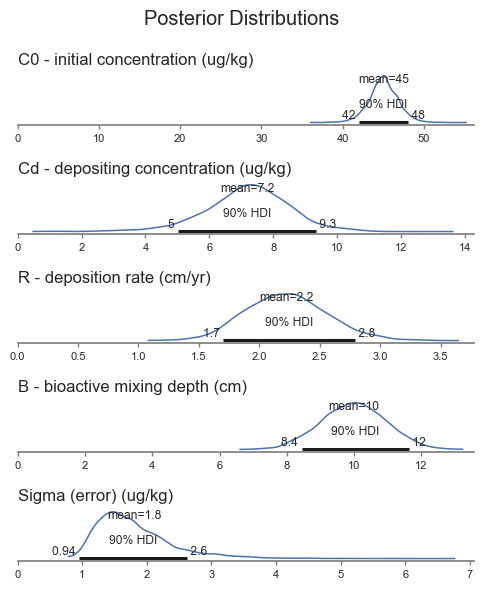 Posterior Distributions
C0 - initial concentration (ug/kg)
mean=45
90% HDI
42 48
0 10 20 30 40 50
Cd - depositing concentration (ug/kg)
mean=7.2
90% HDI
5 9.3
0 2 4 6 8 10 12 14
R - deposition rate (cm/yr)
mean=2.2
90% HDI
1.7 2.8
0.0 0.5 1.0 1.5 2.0 2.5 3.0 3.5
B - bioactive mixing depth (cm)
mean=10
90% HDI
8.4 12
0 2 4 6 8 10 12
Sigma (error) (ug/kg)
mean=1.8
90% HDI
0.94 2.6
0 1 2 3 4 5 6 7